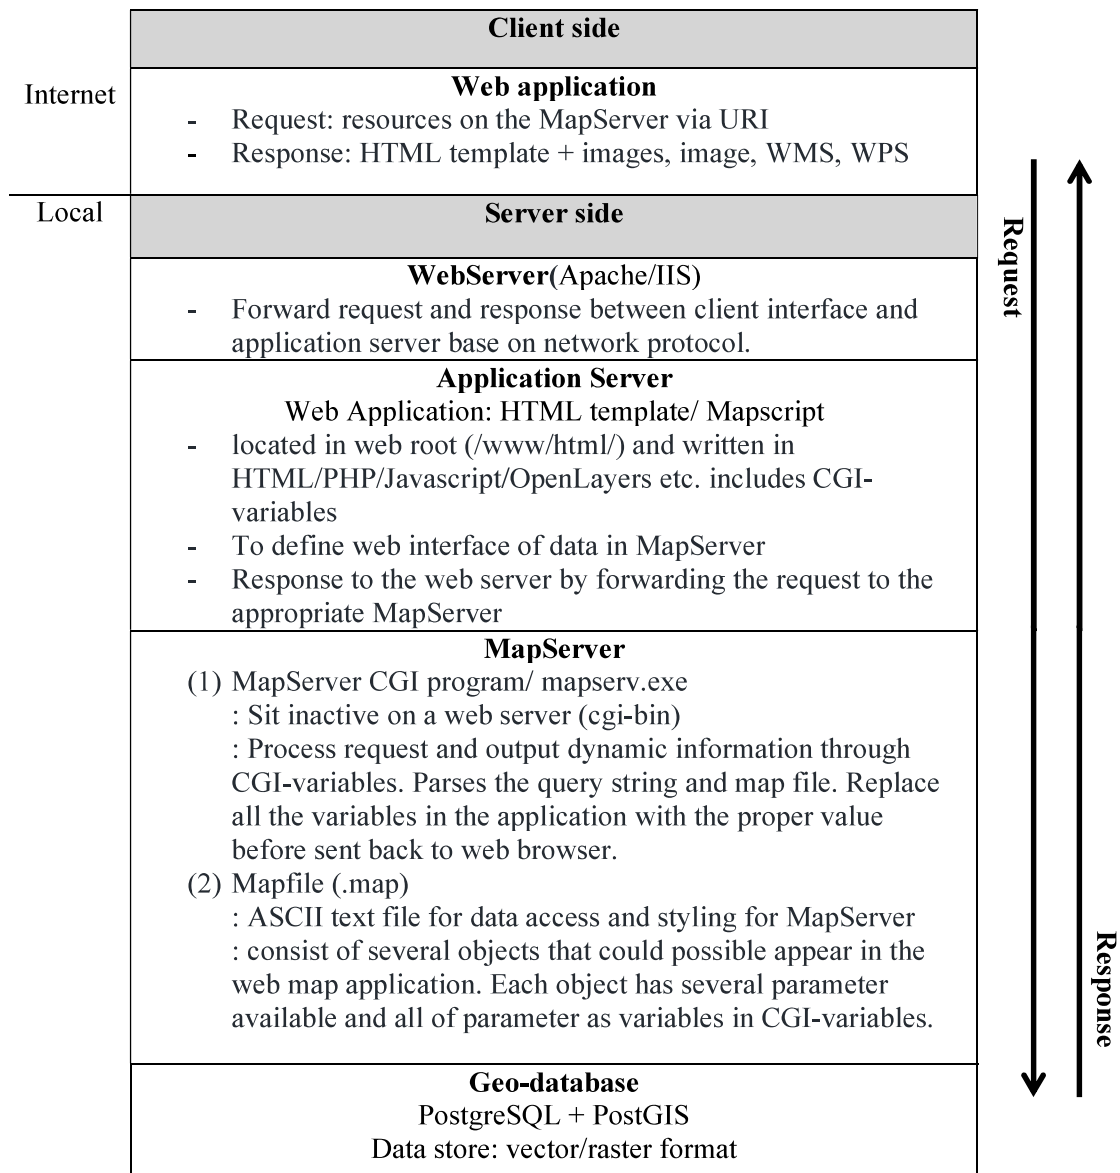 Client side
Internet
Web application
- Request: resources on the MapServer via URI
- Response: HTML template + images, image, WMS, WPS
Local
Server side
WebServer(Apache/IIS)
- Forward request and response between client interface and
application server base on network protocol.
Application Server
Web Application: HTML template/ Mapscript
- located in web root (/www/html/) and written in
HTML/PHP/Javascript/OpenLayers etc. includes CGI-
variables
- To define web interface of data in MapServer
- Response to the web server by forwarding the request to the
appropriate MapServer
MapServer
(1) MapServer CGI program/ mapserv.exe
: Sit inactive on a web server (cgi-bin)
: Process request and output dynamic information through
CGI-variables. Parses the query string and map file. Replace
all the variables in the application with the proper value
before sent back to web browser.
(2) Mapfile (.map)
: ASCII text file for data access and styling for MapServer
: consist of several objects that could possible appear in the
web map application. Each object has several parameter
available and all of parameter as variables in CGI-variables.
Geo-database
PostgreSQL + PostGIS
Data store: vector/raster format
Request
Response